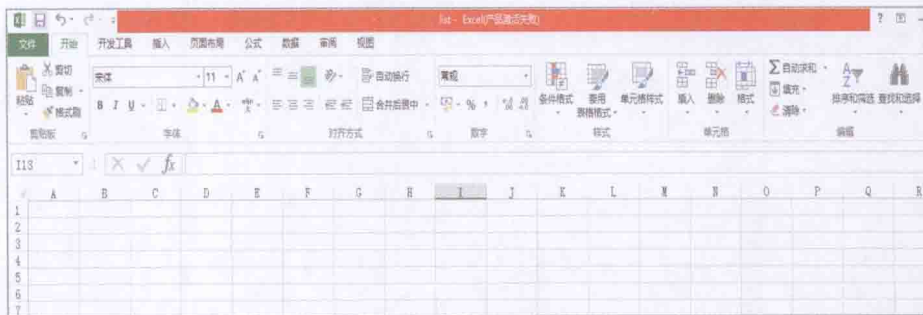 list - Excel(产品激活失败)
?
文件 开始 开发工具 插入 页面布局 公式 数据 审阅 视图
剪切
复制
格式刷
粘贴
剪贴板
宋体 11 A A
B I U A
字体
自动换行
合并后居中
对齐方式
常规
% ,
数字
条件格式 套用 单元格样式
表格格式
样式
插入 删除 格式
单元格
Σ 自动求和
填充
清除
排序和筛选 查找和选择
编辑
I13 fx
A B C D E F G H I J K L M N O P Q R
1
2
3
4
5
6
7